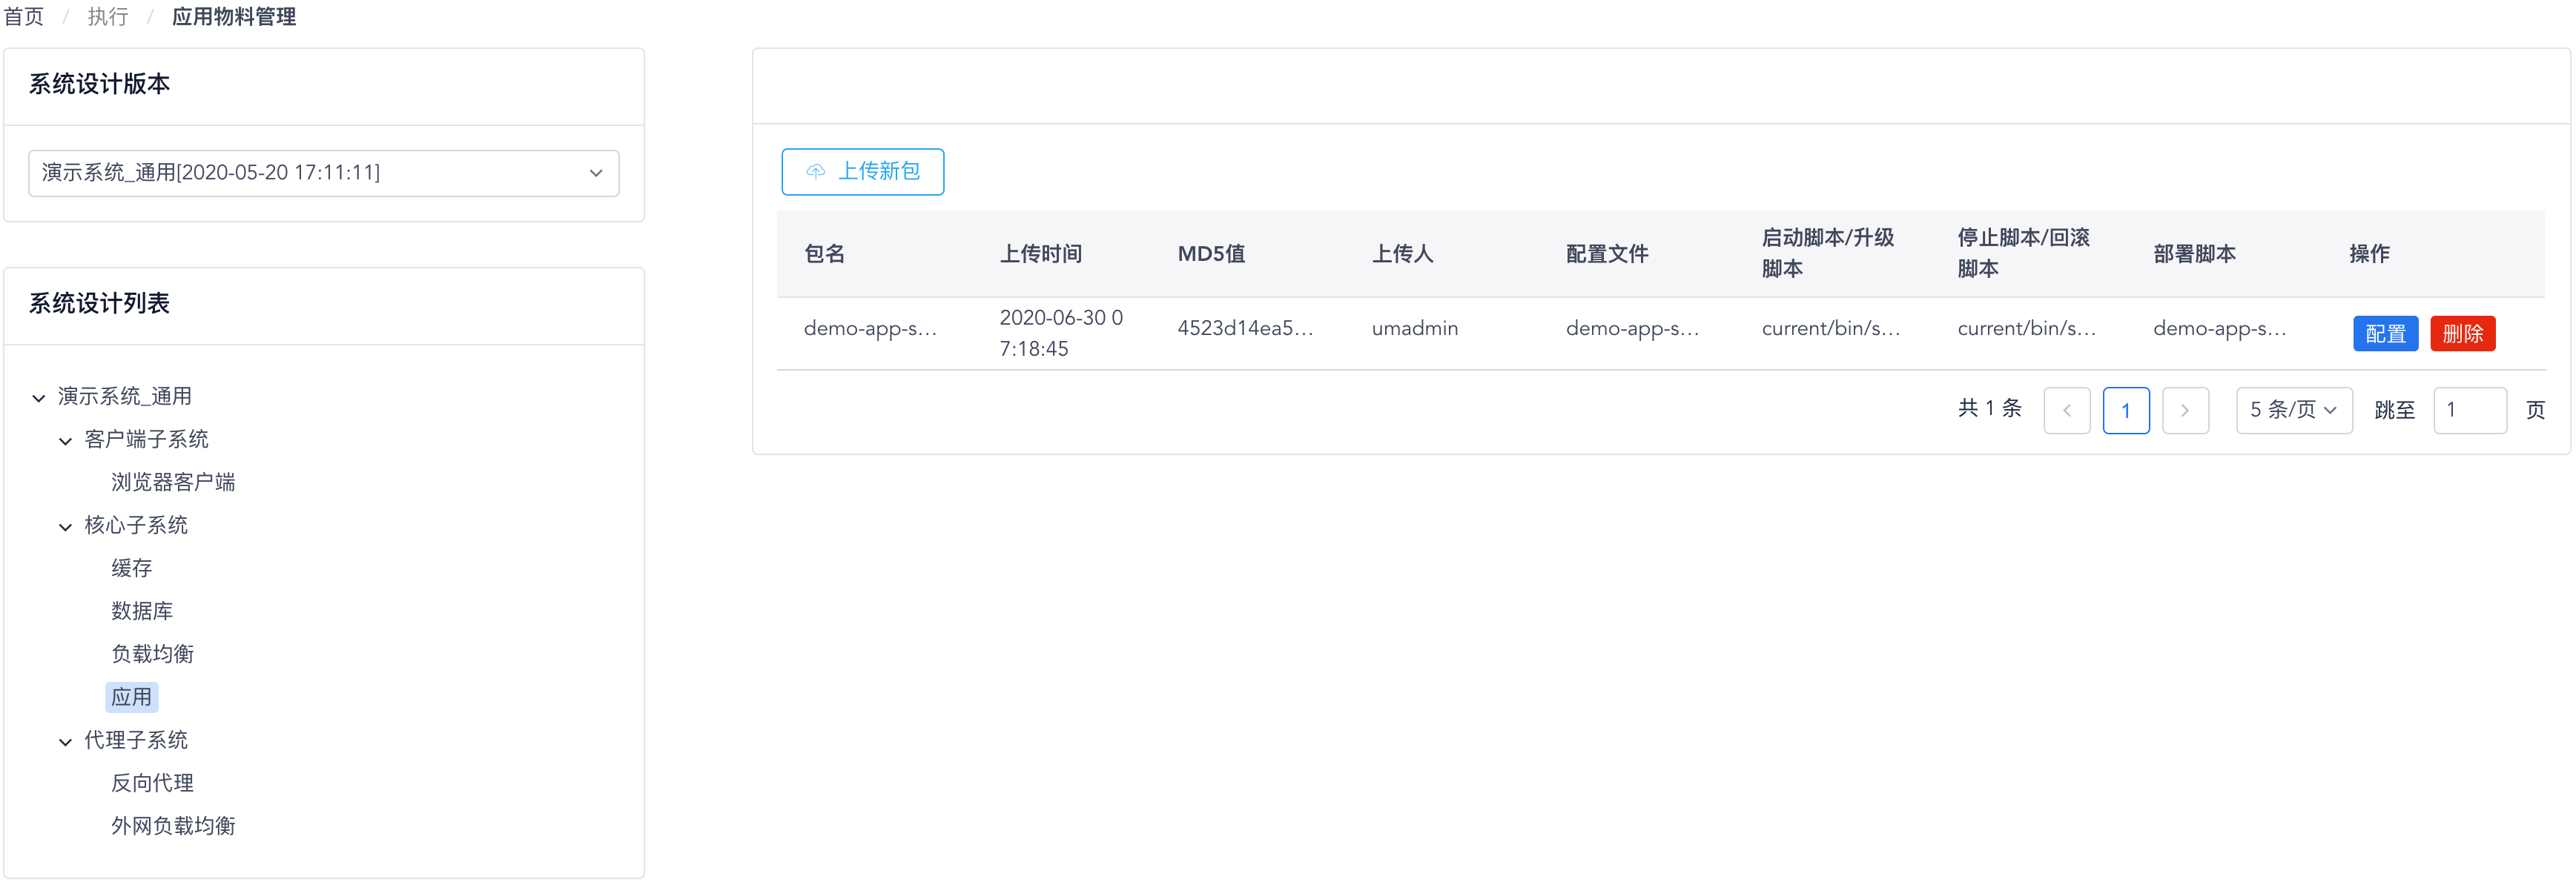 首页 / 执行 / 应用物料管理
系统设计版本
演示系统_通用[2020-05-20 17:11:11]
系统设计列表
演示系统_通用
客户端子系统
浏览器客户端
核心子系统
缓存
数据库
负载均衡
应用
代理子系统
反向代理
外网负载均衡
上传新包
包名 上传时间 MD5值 上传人 配置文件 启动脚本/升级 停止脚本/回滚 部署脚本 操作
脚本 脚本
demo-app-s... 2020-06-30 0 4523d14ea5... umadmin demo-app-s... current/bin/s... current/bin/s... demo-app-s... 配置 删除
7:18:45
共 1 条 < 1 > 5 条/页 跳至 1 页